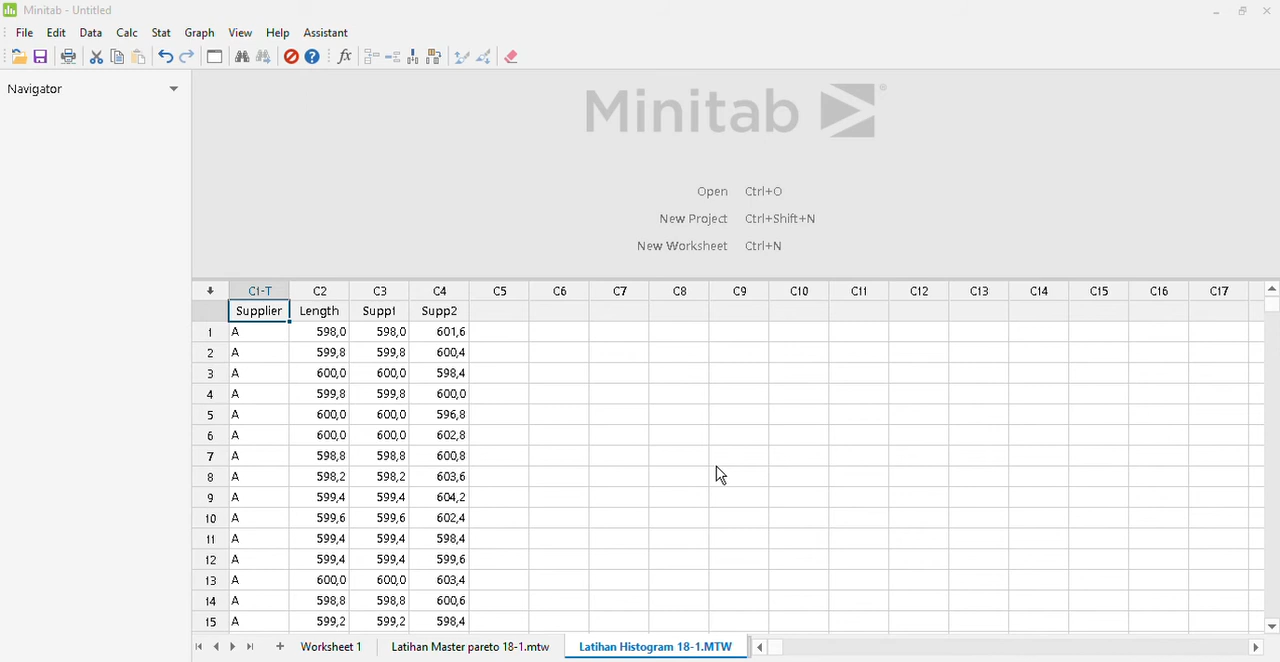 Minitab - Untitled
File Edit Data Calc Stat Graph View Help Assistant
Navigator
Minitab
Open Ctrl+O
New Project Ctrl+Shift+N
New Worksheet Ctrl+N
C1-T C2 C3 C4 C5 C6 C7 C8 C9 C10 C11 C12 C13 C14 C15 C16 C17
Supplier Length Supp1 Supp2
1 A 598,0 598,0 601,6
2 A 599,8 599,8 600,4
3 A 600,0 600,0 598,4
4 A 599,8 599,8 600,0
5 A 600,0 600,0 596,8
6 A 600,0 600,0 602,8
7 A 598,8 598,8 600,8
8 A 598,2 598,2 603,6
9 A 599,4 599,4 604,2
10 A 599,6 599,6 602,4
11 A 599,4 599,4 598,4
12 A 599,4 599,4 599,6
13 A 600,0 600,0 603,4
14 A 598,8 598,8 600,6
15 A 599,2 599,2 598,4
Worksheet 1 Latihan Master pareto 18-1.mtw Latihan Histogram 18-1.MTW